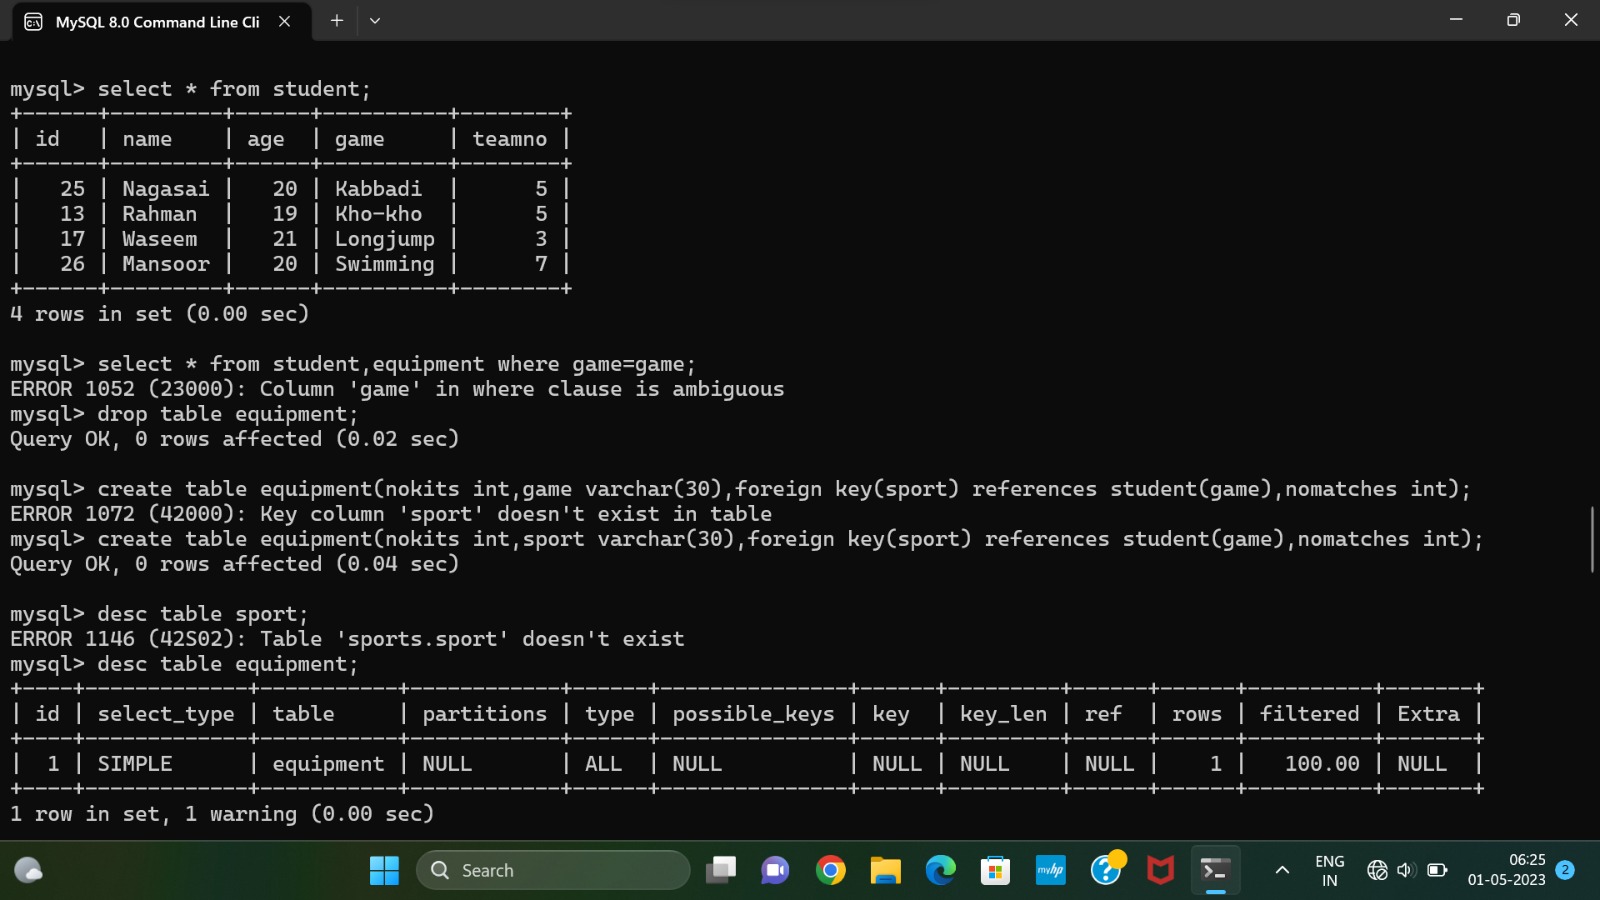 MySQL 8.0 Command Line Cli
mysql> select * from student;
+------+---------+------+----------+--------+
| id   | name    | age  | game     | teamno |
+------+---------+------+----------+--------+
|   25 | Nagasai |   20 | Kabbadi  |      5 |
|   13 | Rahman  |   19 | Kho-kho  |      5 |
|   17 | Waseem  |   21 | Longjump |      3 |
|   26 | Mansoor |   20 | Swimming |      7 |
+------+---------+------+----------+--------+
4 rows in set (0.00 sec)
mysql> select * from student,equipment where game=game;
ERROR 1052 (23000): Column 'game' in where clause is ambiguous
mysql> drop table equipment;
Query OK, 0 rows affected (0.02 sec)
mysql> create table equipment(nokits int,game varchar(30),foreign key(sport) references student(game),nomatches int);
ERROR 1072 (42000): Key column 'sport' doesn't exist in table
mysql> create table equipment(nokits int,sport varchar(30),foreign key(sport) references student(game),nomatches int);
Query OK, 0 rows affected (0.04 sec)
mysql> desc table sport;
ERROR 1146 (42S02): Table 'sports.sport' doesn't exist
mysql> desc table equipment;
+----+-------------+-----------+------------+------+---------------+------+---------+------+------+----------+-------+
| id | select_type | table     | partitions | type | possible_keys | key  | key_len | ref  | rows | filtered | Extra |
+----+-------------+-----------+------------+------+---------------+------+---------+------+------+----------+-------+
|  1 | SIMPLE      | equipment | NULL       | ALL  | NULL          | NULL | NULL    | NULL |    1 |   100.00 | NULL  |
+----+-------------+-----------+------------+------+---------------+------+---------+------+------+----------+-------+
1 row in set, 1 warning (0.00 sec)
Search
myhp
ENG
IN
06:25
01-05-2023
2